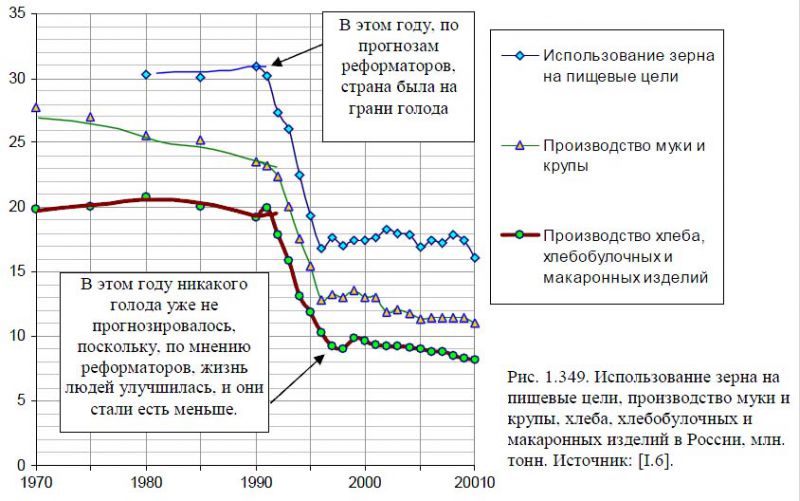 35
30
25
20
15
10
5
0
1970
1980
1990
2000
20010
В этом году, по
прогнозам
реформаторов,
страна была на
грани голода
В этом году никакого
голода уже не
прогнозировалось,
поскольку, по мнению
реформаторов, жизнь
людей улучшилась, и они
стали есть меньше.
Использование зерна
на пищевые цели
Производство муки и
крупы
Производство хлеба,
хлебобулочных и
макаронных изделий
Рис. 1.349. Использование зерна на
пищевые цели, производство муки и
крупы, хлеба, хлебобулочных и
макаронных изделий в России, млн.
тонн. Источник: [I.6].